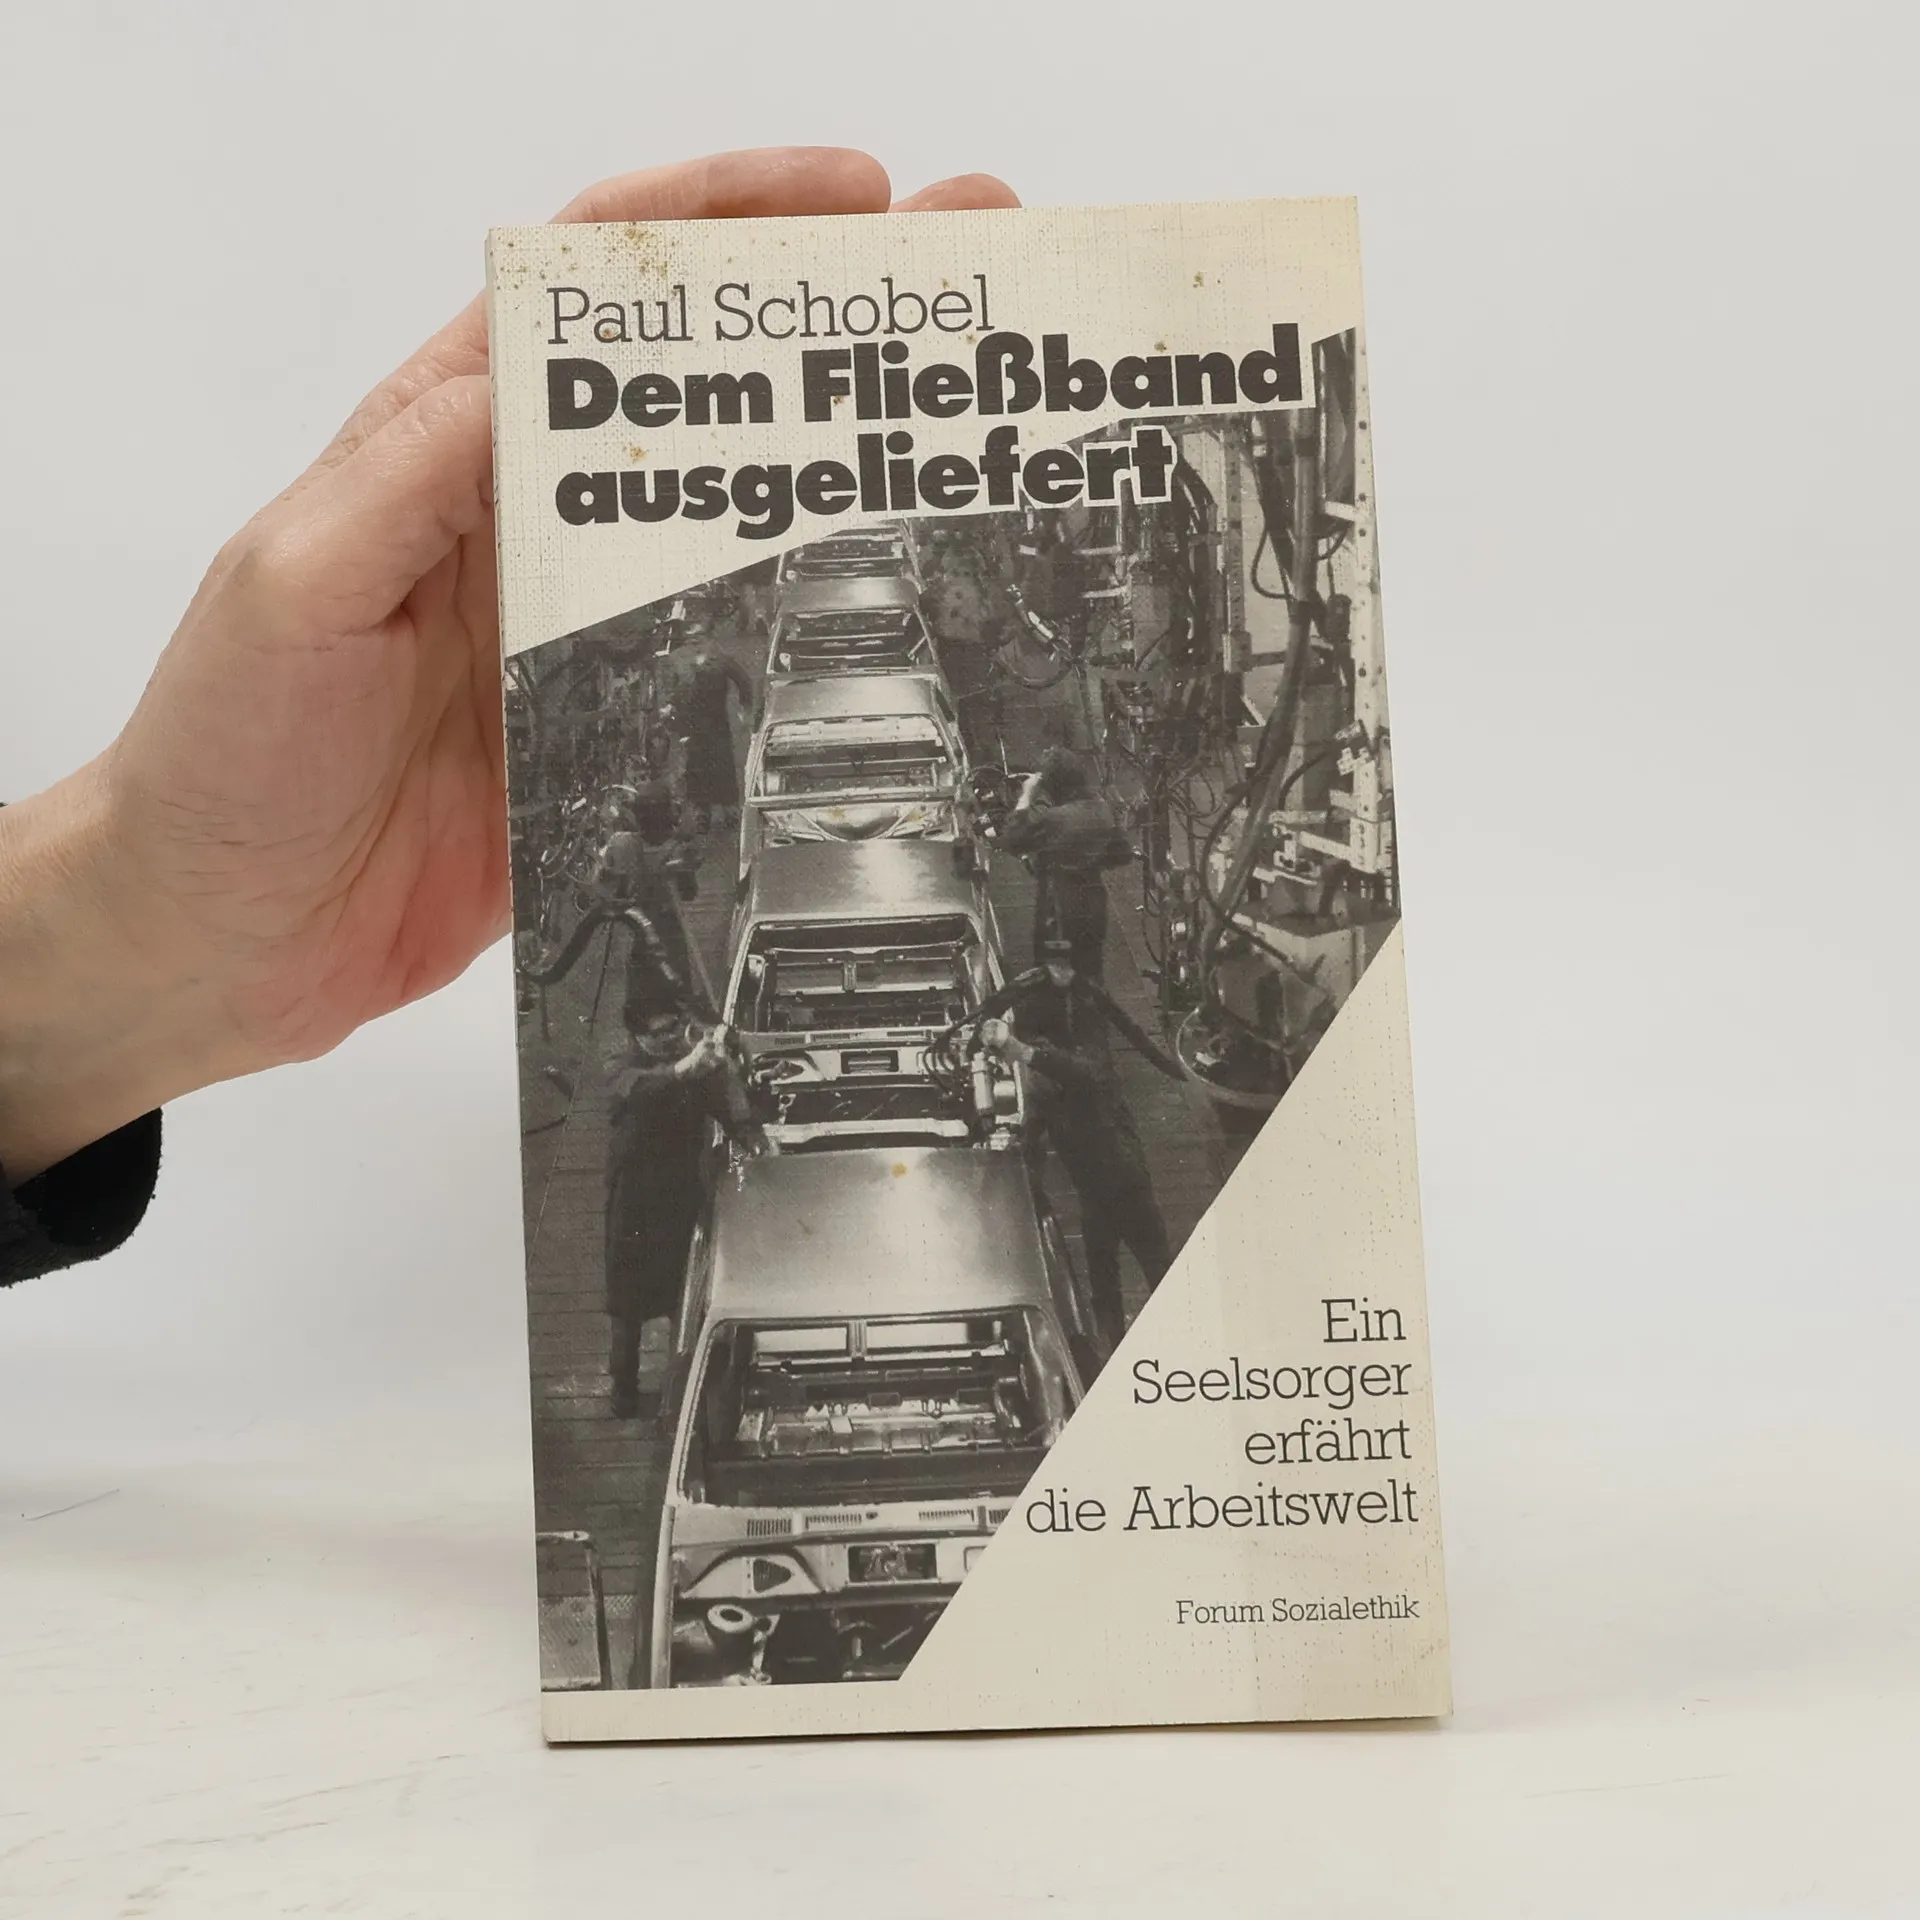 Paul Schobel
Dem Fließband
ausgeliefert
Ein
Seelsorger
erfährt
die Arbeitswelt
Forum Sozialethik